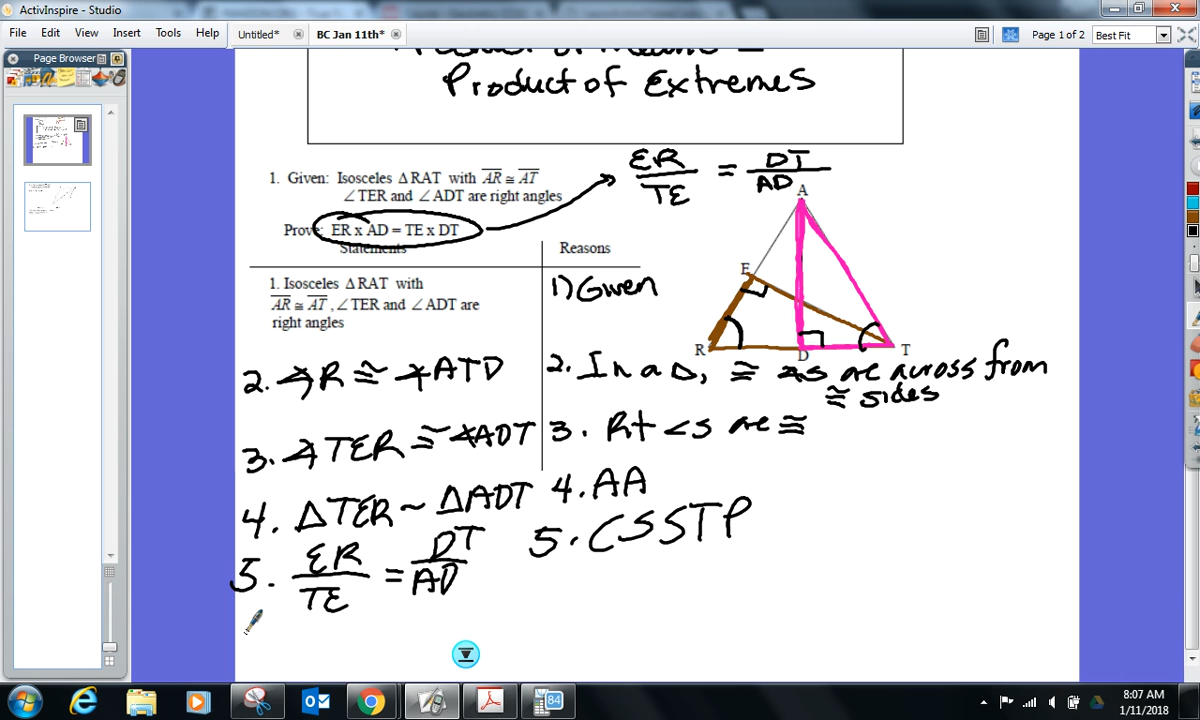 ActivInspire - Studio
File Edit View Insert Tools Help
Untitled* BC Jan 11th*
Page 1 of 2 Best Fit
Page Browser
Product of Extremes
1. Given: Isosceles △RAT with AR ≅ AT
∠TER and ∠ADT are right angles
Prove: ER x AD = TE x DT
ER/TE = DT/AD
Statements Reasons
1. Isosceles △RAT with
AR ≅ AT, ∠TER and ∠ADT are
right angles
1) Given
A
E
R D T
2. ∡R ≅ ∡ATD
2. In a △, ≅ ∡s are across from
≅ sides
3. ∡TER ≅ ∡ADT
3. Rt <s are ≅
4. △TER ~ △ADT
4. AA
5. ER/TE = DT/AD
5. CSSTP
84
8:07 AM
1/11/2018